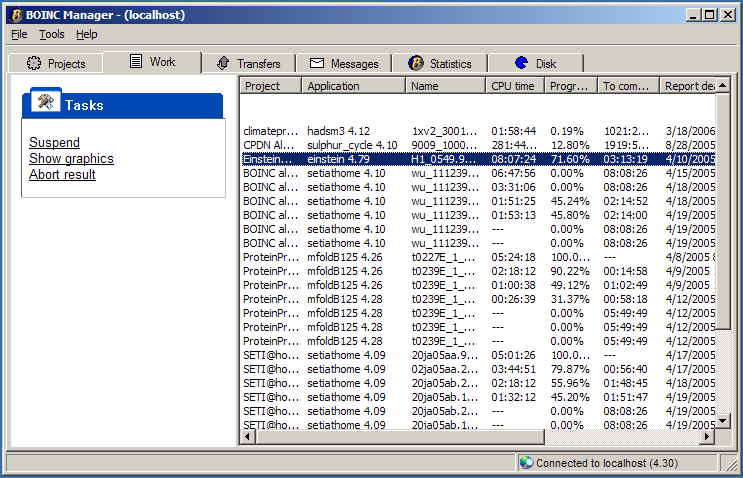 BOINC Manager - (localhost)
File Tools Help
Projects Work Transfers Messages Statistics Disk
Tasks
Suspend
Show graphics
Abort result
Project Application Name CPU time Progr... To com... Report de
climatepr... hadsm3 4.12 1xv2_3001... 01:58:44 0.19% 1021:2... 3/18/2006
CPDN Al... sulphur_cycle 4.10 9009_1000... 281:44... 12.80% 1919:5... 8/28/2005
Einstein... einstein 4.79 H1_0549.9... 08:07:24 71.60% 03:13:19 4/10/2005
BOINC al... setiathome 4.10 wu_111239... 06:47:56 0.00% 08:08:26 4/15/2005
BOINC al... setiathome 4.10 wu_111239... 03:31:06 0.00% 08:08:26 4/18/2005
BOINC al... setiathome 4.10 wu_111239... 01:51:25 45.24% 02:14:52 4/18/2005
BOINC al... setiathome 4.10 wu_111239... 01:53:13 45.80% 02:14:00 4/19/2005
BOINC al... setiathome 4.10 wu_111239... --- 0.00% 08:08:26 4/19/2005
BOINC al... setiathome 4.10 wu_111239... --- 0.00% 08:08:26 4/19/2005
ProteinPr... mfoldB125 4.26 t0227E_1_... 05:24:18 100.0... --- 4/8/2005 8
ProteinPr... mfoldB125 4.26 t0239E_1_... 02:18:12 90.22% 00:14:58 4/9/2005 1
ProteinPr... mfoldB125 4.26 t0239E_1_... 01:00:38 49.12% 01:02:49 4/9/2005 1
ProteinPr... mfoldB125 4.28 t0239E_1_... 00:26:39 31.37% 00:58:18 4/12/2005
ProteinPr... mfoldB125 4.28 t0239E_1_... --- 0.00% 05:49:49 4/12/2005
ProteinPr... mfoldB125 4.28 t0239E_1_... --- 0.00% 05:49:49 4/12/2005
ProteinPr... mfoldB125 4.28 t0239E_1_... --- 0.00% 05:49:49 4/12/2005
SETI@ho... setiathome 4.09 20ja05aa.9... 05:01:26 100.0... --- 4/17/2005
SETI@ho... setiathome 4.09 02ja05aa.7... 03:44:51 79.87% 00:56:40 4/17/2005
SETI@ho... setiathome 4.09 20ja05ab.2... 02:18:12 55.96% 01:48:45 4/18/2005
SETI@ho... setiathome 4.09 20ja05ab.1... 01:32:12 45.20% 01:51:47 4/19/2005
SETI@ho... setiathome 4.09 20ja05ab.2... --- 0.00% 08:08:26 4/19/2005
SETI@ho... setiathome 4.09 20ja05ab.1... --- 0.00% 08:08:26 4/19/2005
Connected to localhost (4.30)